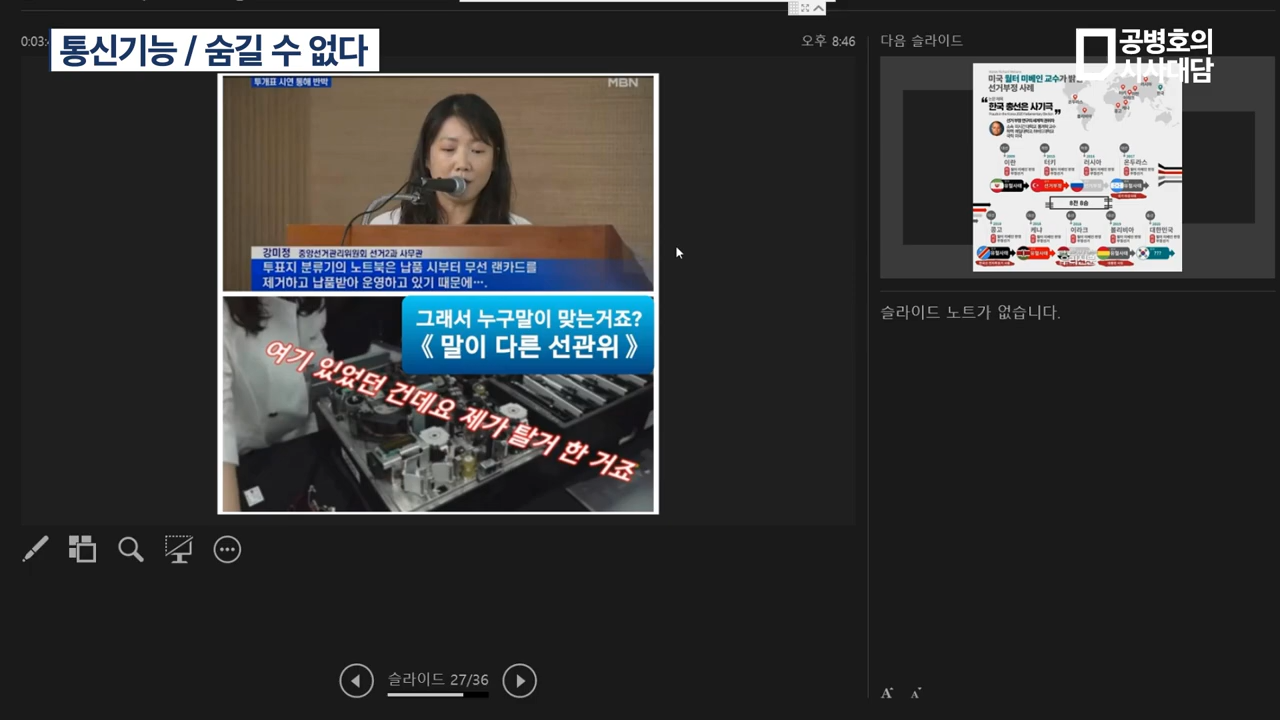 통신기능 / 숨길 수 없다
오후 8:46
투개표 시연 통해 반박
MBN
강미정 중앙선거관리위원회 선거2과 사무관
투표지 분류기의 노트북은 납품 시부터 무선 랜카드를
제거하고 납품받아 운영하고 있기 때문에….
그래서 누구말이 맞는거죠?
《 말이 다른 선관위 》
여기 있었던 건데요 제가 탈거 한 거죠
슬라이드 27/36
다음 슬라이드
공병호의
시사대담
미국 월터 미베인 교수가
선거부정 사례
한국 총선은 사기극
이란
터키
러시아
온두라스
8전 8승
콩고
케냐
이라크
볼리비아
대한민국
슬라이드 노트가 없습니다.